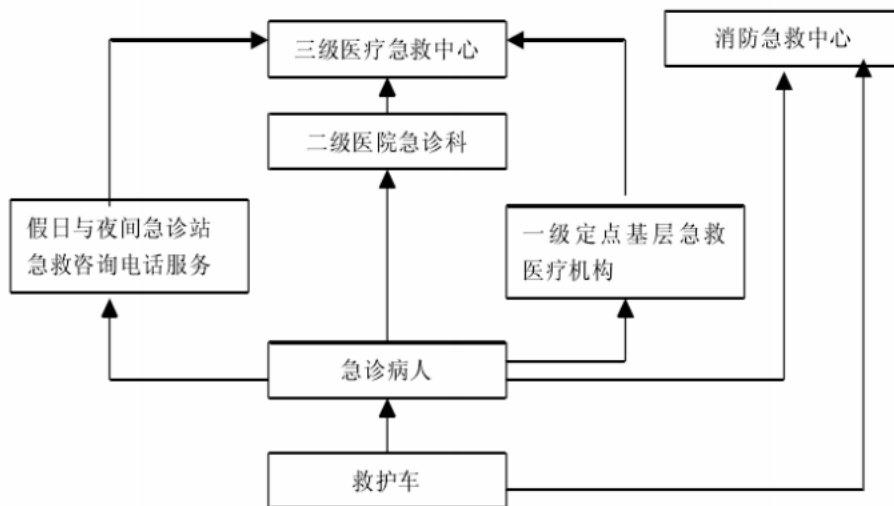 三级医疗急救中心
消防急救中心
二级医院急诊科
假日与夜间急诊站
急救咨询电话服务
一级定点基层急救
医疗机构
急诊病人
救护车